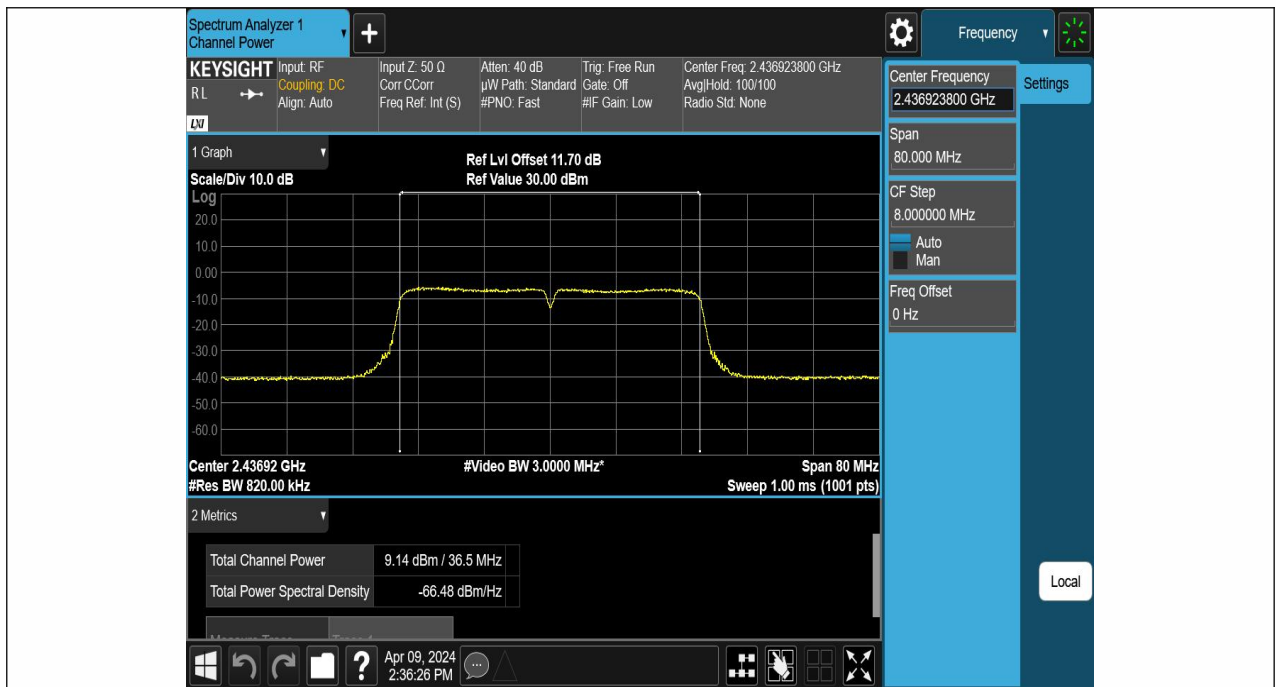 Spectrum Analyzer 1
Channel Power
Frequency
KEYSIGHT
R L
LXI
Input: RF
Coupling: DC
Align: Auto
Input Z: 50 Ω
Corr CCorr
Freq Ref: Int (S)
Atten: 40 dB
µW Path: Standard
#PNO: Fast
Trig: Free Run
Gate: Off
#IF Gain: Low
Center Freq: 2.436923800 GHz
Avg|Hold: 100/100
Radio Std: None
Center Frequency
2.436923800 GHz
Settings
Span
80.000 MHz
CF Step
8.000000 MHz
Auto
Man
Freq Offset
0 Hz
Local
1 Graph
Scale/Div 10.0 dB
Ref Lvl Offset 11.70 dB
Ref Value 30.00 dBm
Log
20.0
10.0
0.00
-10.0
-20.0
-30.0
-40.0
-50.0
-60.0
Center 2.43692 GHz
#Video BW 3.0000 MHz*
Span 80 MHz
#Res BW 820.00 kHz
Sweep 1.00 ms (1001 pts)
2 Metrics
Total Channel Power 9.14 dBm / 36.5 MHz
Total Power Spectral Density -66.48 dBm/Hz
?
Apr 09, 2024
2:36:26 PM